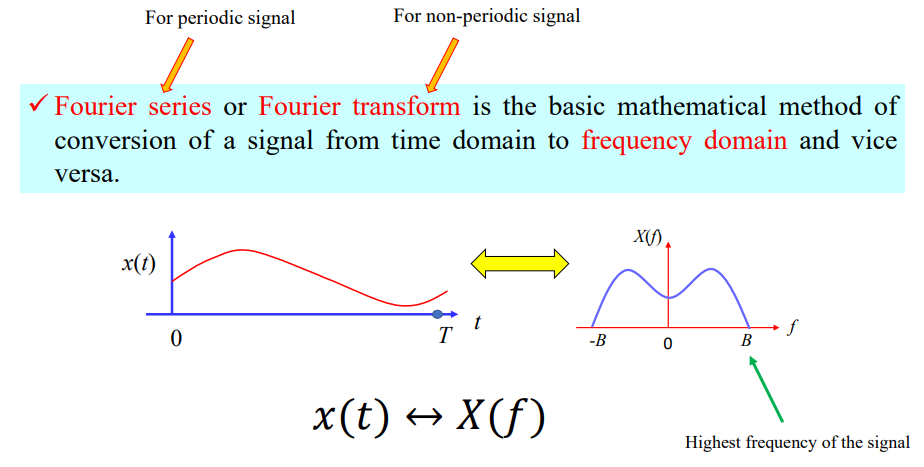 For periodic signal
For non-periodic signal
✓ Fourier series or Fourier transform is the basic mathematical method of
conversion of a signal from time domain to frequency domain and vice
versa.
x(t)
0
T
t
X(f)
-B
0
B
f
x(t) ↔ X(f)
Highest frequency of the signal